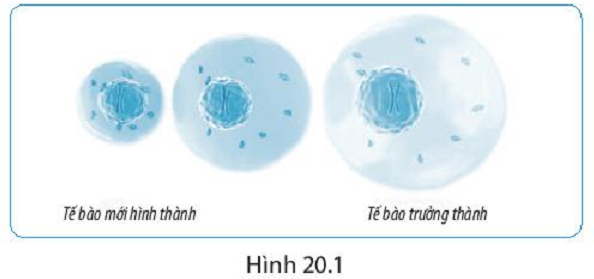 Tế bào mới hình thành
Tế bào trưởng thành
Hình 20.1